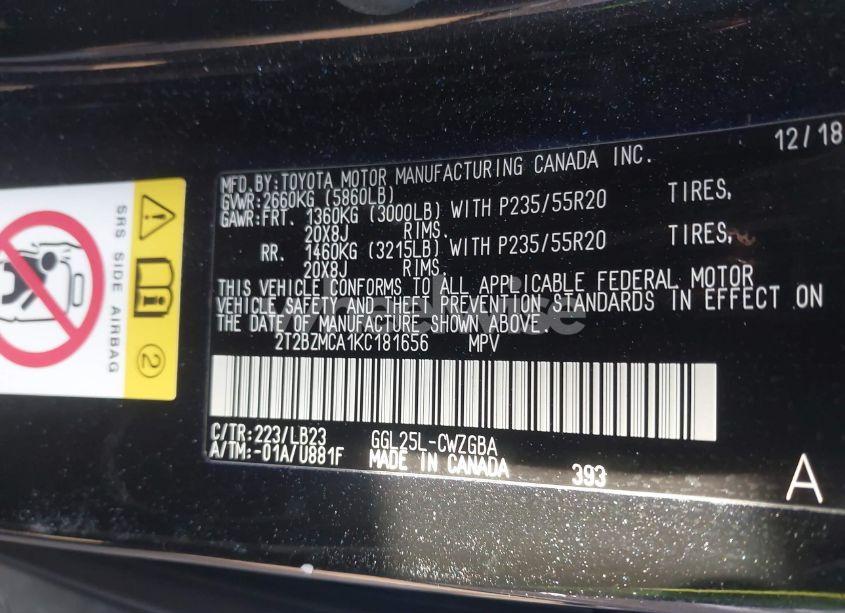 12/18
MFD.BY:TOYOTA MOTOR MANUFACTURING CANADA INC.
GVWR:2660KG (5860LB)
GAWR:FRT. 1360KG (3000LB) WITH P235/55R20 TIRES,
20X8J RIMS.
RR. 1460KG (3215LB) WITH P235/55R20 TIRES,
20X8J RIMS.
THIS VEHICLE CONFORMS TO ALL APPLICABLE FEDERAL MOTOR
VEHICLE SAFETY AND THEFT PREVENTION STANDARDS IN EFFECT ON
THE DATE OF MANUFACTURE SHOWN ABOVE.
2T2BZMCA1KC181656 MPV
C/TR:223/LB23 GGL25L-CWZGBA
A/TM:-01A/U881F MADE IN CANADA
393
A
SRS SIDE AIRBAG
2